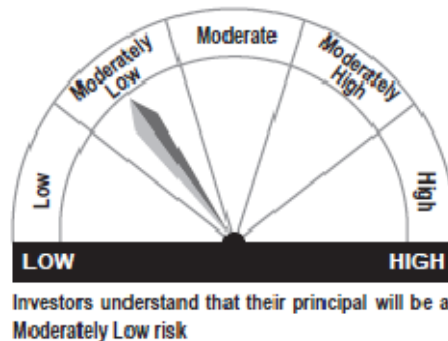 Moderate
Moderately
Low
Moderately
High
Low
High
LOW
HIGH
Investors understand that their principal will be a
Moderately Low risk